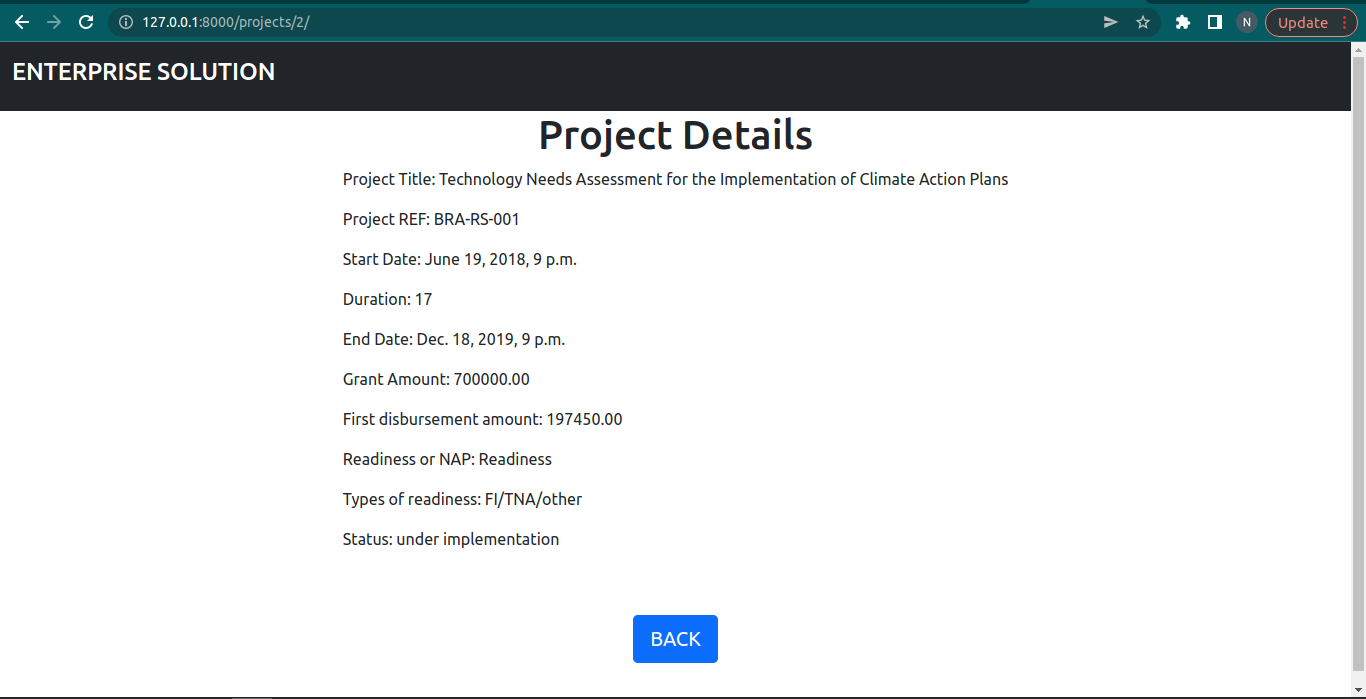 127.0.0.1:8000/projects/2/
N
Update
ENTERPRISE SOLUTION
Project Details
Project Title: Technology Needs Assessment for the Implementation of Climate Action Plans
Project REF: BRA-RS-001
Start Date: June 19, 2018, 9 p.m.
Duration: 17
End Date: Dec. 18, 2019, 9 p.m.
Grant Amount: 700000.00
First disbursement amount: 197450.00
Readiness or NAP: Readiness
Types of readiness: FI/TNA/other
Status: under implementation
BACK